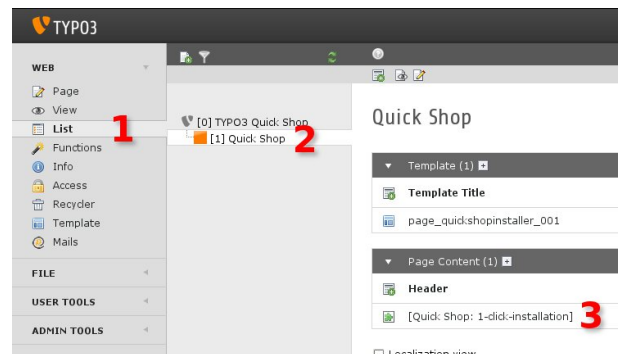 TYPO3
WEB
Page
View
List
1
Functions
Info
Access
Recycler
Template
Mails
FILE
USER TOOLS
ADMIN TOOLS
[0] TYPO3 Quick Shop
[1] Quick Shop
2
Quick Shop
Template (1)
Template Title
page_quickshopinstaller_001
Page Content (1)
Header
[Quick Shop: 1-click-installation]
3
Localization view